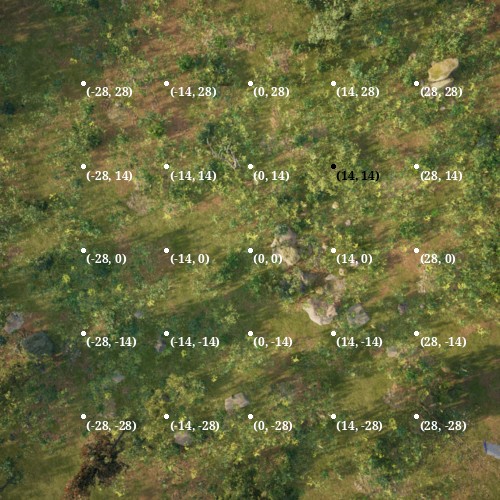 (-28, 28) (-14, 28) (0, 28) (14, 28) (28, 28)
(-28, 14) (-14, 14) (0, 14) (14, 14) (28, 14)
(-28, 0) (-14, 0) (0, 0) (14, 0) (28, 0)
(-28, -14) (-14, -14) (0, -14) (14, -14) (28, -14)
(-28, -28) (-14, -28) (0, -28) (14, -28) (28, -28)